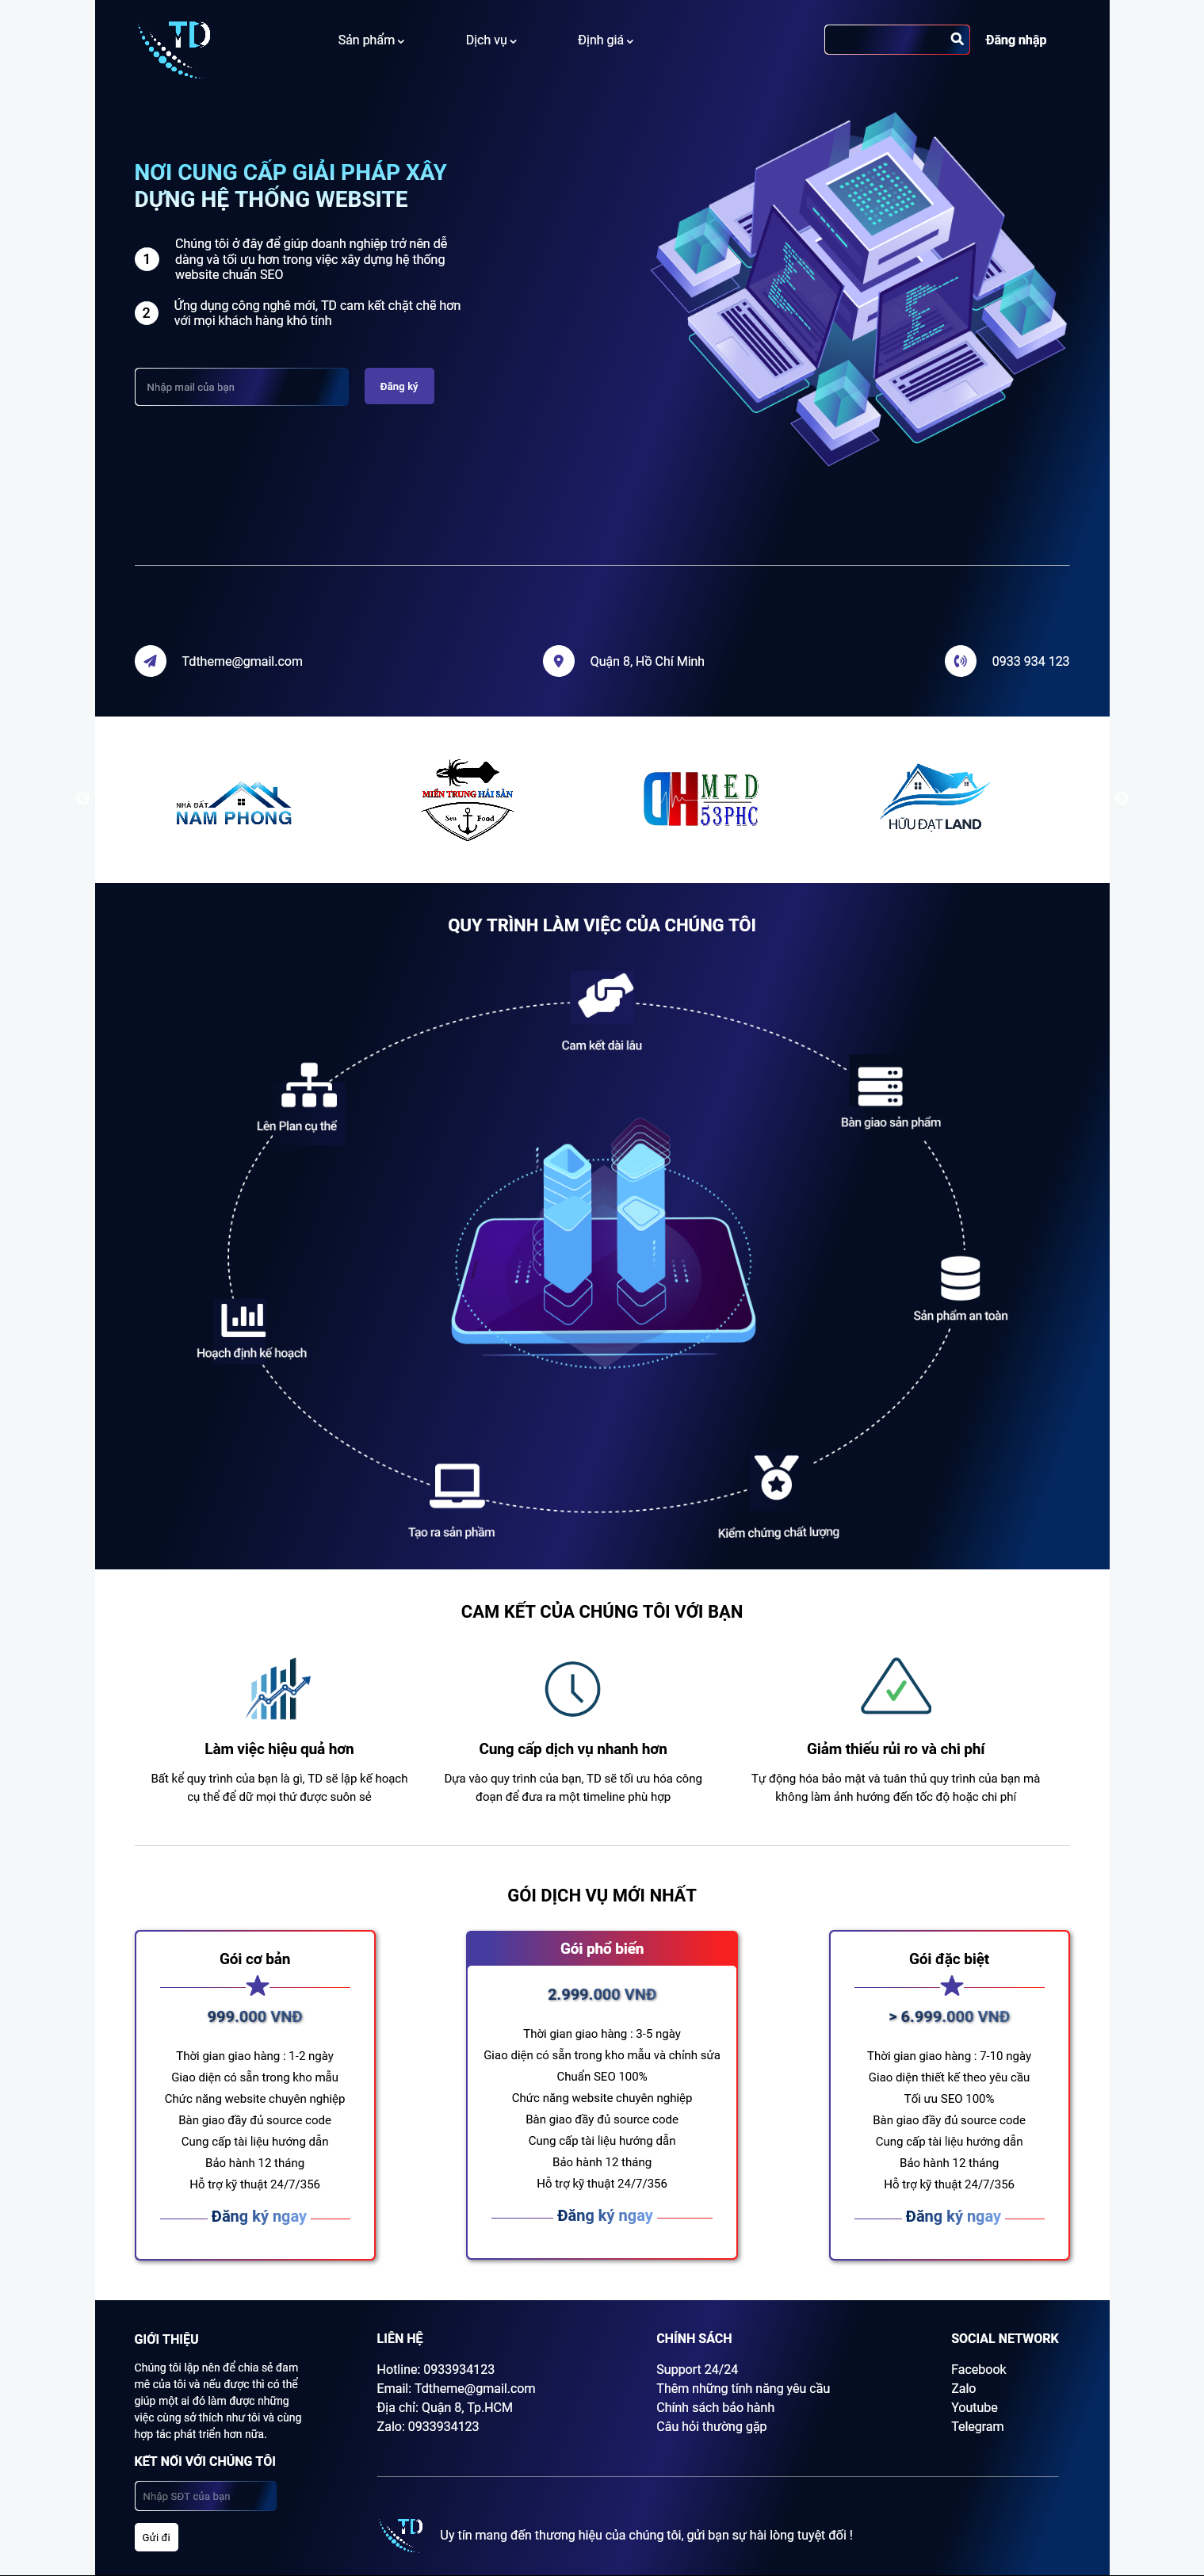 TD
Sản phẩm
Dịch vụ
Định giá
Đăng nhập
NƠI CUNG CẤP GIẢI PHÁP XÂY
DỰNG HỆ THỐNG WEBSITE
1
Chúng tôi ở đây để giúp doanh nghiệp trở nên dễ
dàng và tối ưu hơn trong việc xây dựng hệ thống
website chuẩn SEO
2
Ứng dụng công nghê mới, TD cam kết chặt chẽ hơn
với mọi khách hàng khó tính
Nhập mail của bạn
Đăng ký
Tdtheme@gmail.com
Quận 8, Hồ Chí Minh
0933 934 123
NHÀ ĐẤT
NAM PHONG
MIỀN TRUNG HẢI SẢN
Sea Food
DHMED
53PHC
HỮU ĐẠT LAND
QUY TRÌNH LÀM VIỆC CỦA CHÚNG TÔI
Cam kết dài lâu
Lên Plan cụ thể
Bàn giao sản phẩm
Sản phẩm an toàn
Hoạch định kế hoạch
Tạo ra sản phầm
Kiểm chứng chất lượng
CAM KẾT CỦA CHÚNG TÔI VỚI BẠN
Làm việc hiệu quả hơn
Bất kể quy trình của bạn là gì, TD sẽ lập kế hoạch
cụ thể để dữ mọi thứ được suôn sẻ
Cung cấp dịch vụ nhanh hơn
Dựa vào quy trình của bạn, TD sẽ tối ưu hóa công
đoạn để đưa ra một timeline phù hợp
Giảm thiểu rủi ro và chi phí
Tự động hóa bảo mật và tuân thủ quy trình của bạn mà
không làm ảnh hướng đến tốc độ hoặc chi phí
GÓI DỊCH VỤ MỚI NHẤT
Gói cơ bản
999.000 VNĐ
Thời gian giao hàng : 1-2 ngày
Giao diện có sẵn trong kho mẫu
Chức năng website chuyên nghiệp
Bàn giao đầy đủ source code
Cung cấp tài liệu hướng dẫn
Bảo hành 12 tháng
Hỗ trợ kỹ thuật 24/7/356
Đăng ký ngay
Gói phổ biến
2.999.000 VNĐ
Thời gian giao hàng : 3-5 ngày
Giao diện có sẵn trong kho mẫu và chỉnh sửa
Chuẩn SEO 100%
Chức năng website chuyên nghiệp
Bàn giao đầy đủ source code
Cung cấp tài liệu hướng dẫn
Bảo hành 12 tháng
Hỗ trợ kỹ thuật 24/7/356
Đăng ký ngay
Gói đặc biệt
> 6.999.000 VNĐ
Thời gian giao hàng : 7-10 ngày
Giao diện thiết kế theo yêu cầu
Tối ưu SEO 100%
Bàn giao đầy đủ source code
Cung cấp tài liệu hướng dẫn
Bảo hành 12 tháng
Hỗ trợ kỹ thuật 24/7/356
Đăng ký ngay
GIỚI THIỆU
Chúng tôi lập nên để chia sẻ đam
mê của tôi và nếu được thì có thể
giúp một ai đó làm được những
việc cùng sở thích như tôi và cùng
hợp tác phát triển hơn nữa.
KẾT NỐI VỚI CHÚNG TÔI
Nhập SĐT của bạn
Gửi đi
LIÊN HỆ
Hotline: 0933934123
Email: Tdtheme@gmail.com
Địa chỉ: Quận 8, Tp.HCM
Zalo: 0933934123
CHÍNH SÁCH
Support 24/24
Thêm những tính năng yêu cầu
Chính sách bảo hành
Câu hỏi thường gặp
SOCIAL NETWORK
Facebook
Zalo
Youtube
Telegram
TD
Uy tín mang đến thương hiệu của chúng tôi, gửi bạn sự hài lòng tuyệt đối !